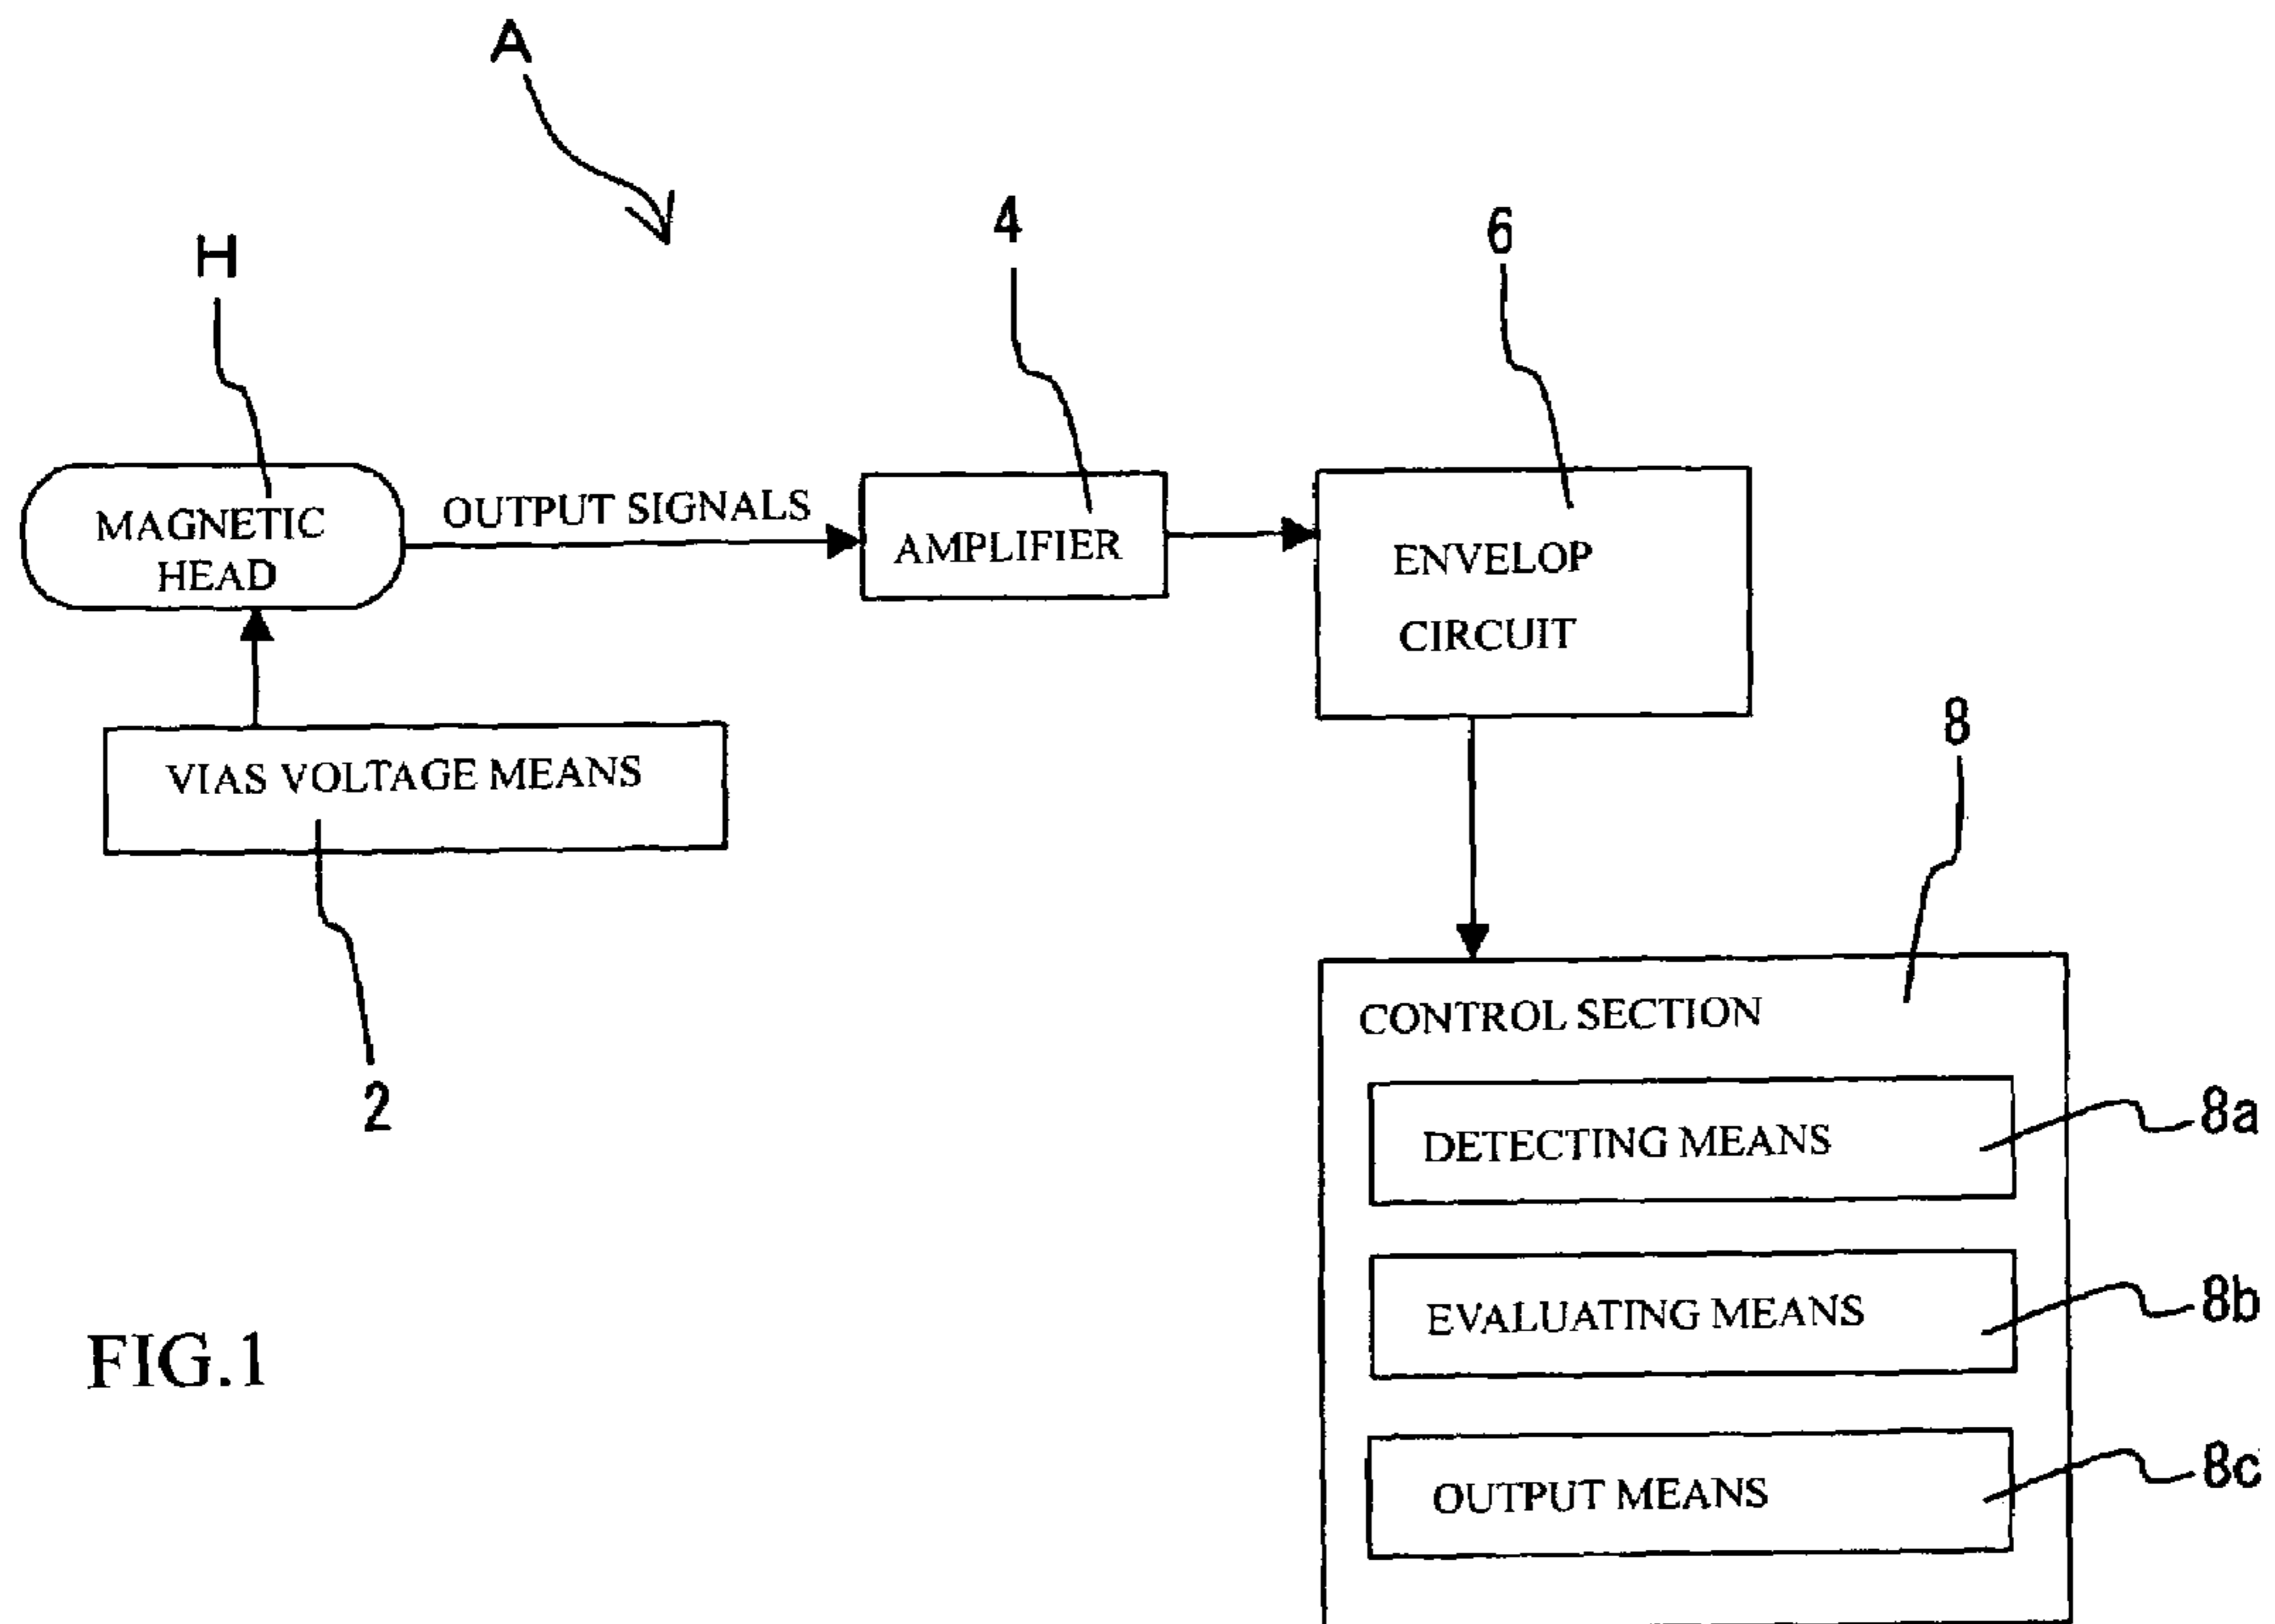 A
H
4
6
MAGNETIC
HEAD
OUTPUT SIGNALS
AMPLIFIER
ENVELOP
CIRCUIT
VIAS VOLTAGE MEANS
2
8
CONTROL SECTION
DETECTING MEANS
8a
EVALUATING MEANS
8b
OUTPUT MEANS
8c
FIG.1